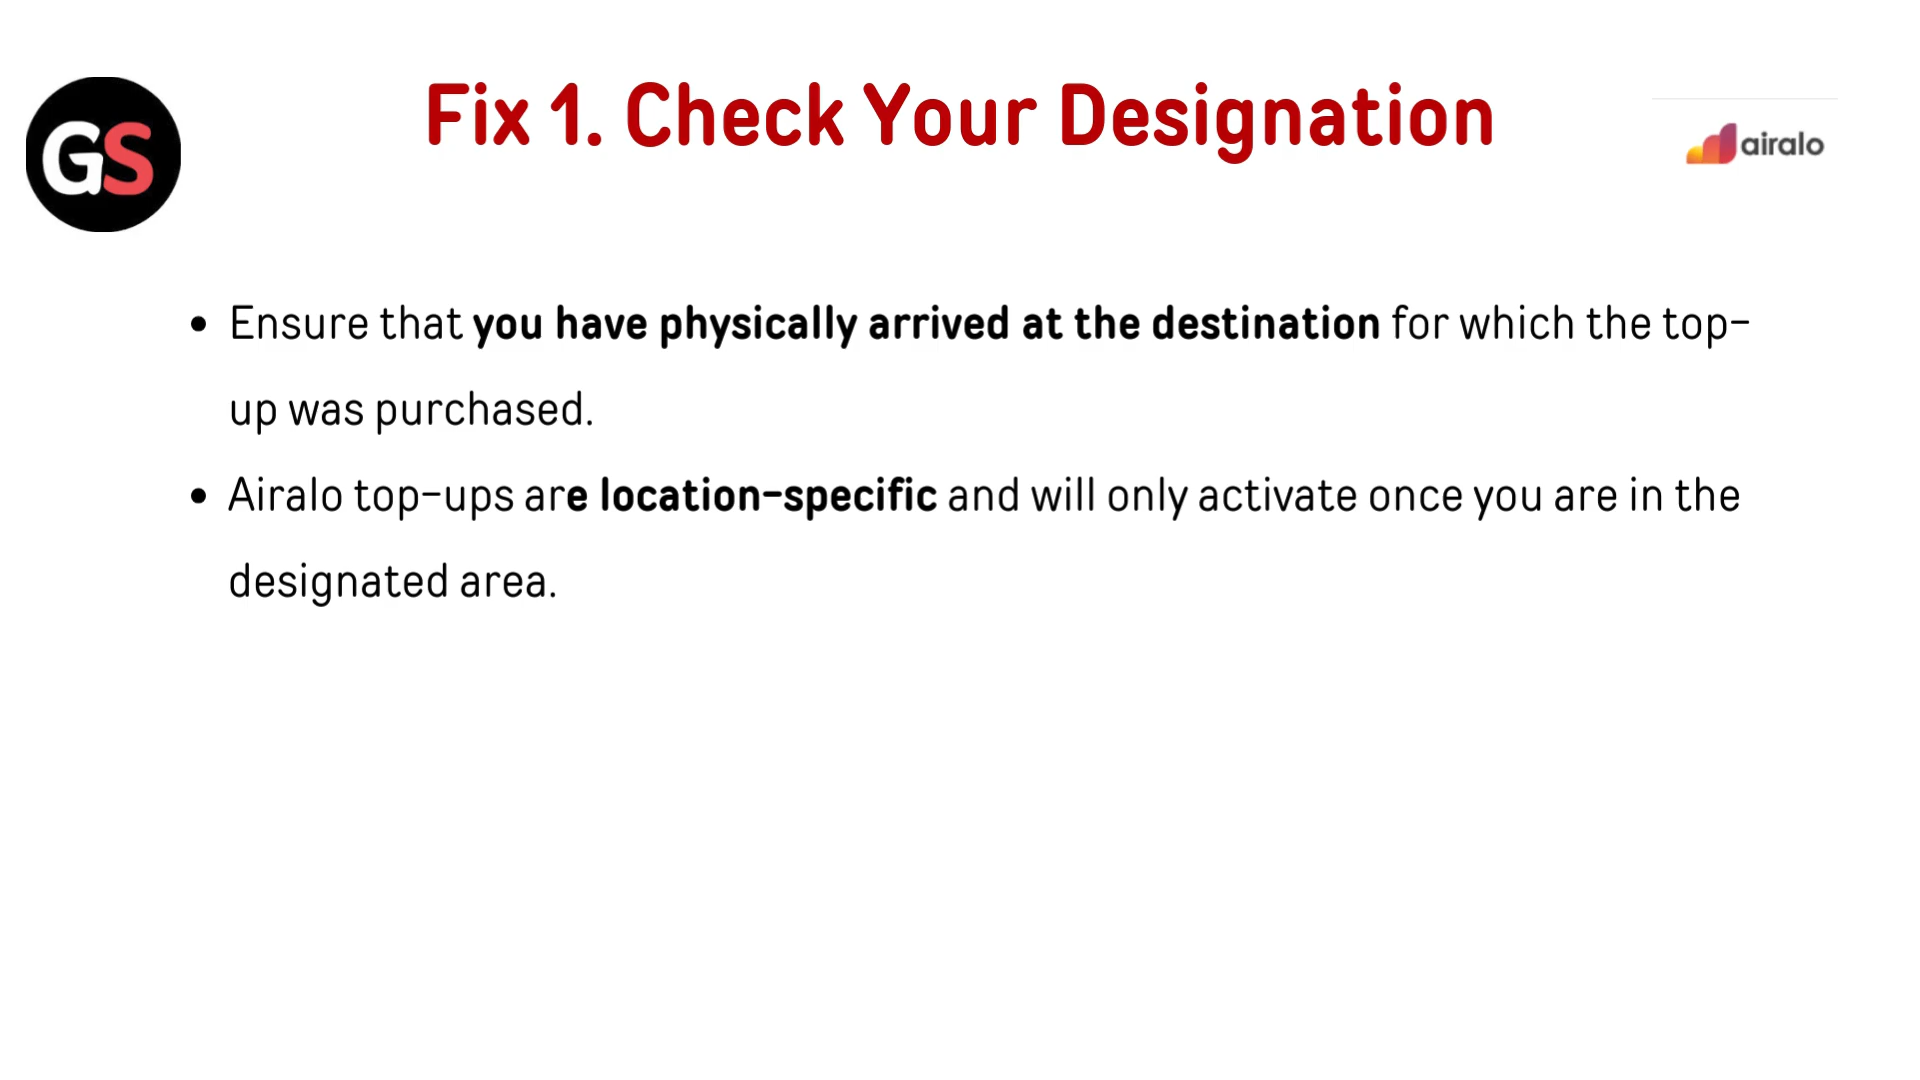 GS
Fix 1. Check Your Designation
airalo
• Ensure that you have physically arrived at the destination for which the top-
up was purchased.
• Airalo top-ups are location-specific and will only activate once you are in the
designated area.